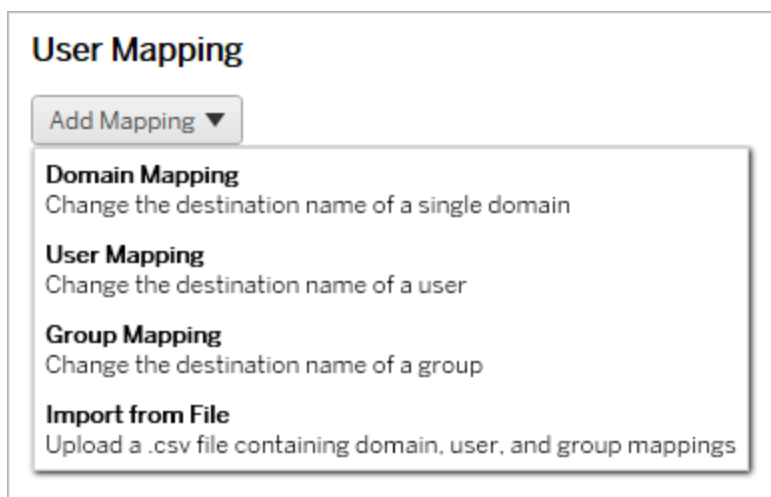 User Mapping
Add Mapping ▼
Domain Mapping
Change the destination name of a single domain
User Mapping
Change the destination name of a user
Group Mapping
Change the destination name of a group
Import from File
Upload a .csv file containing domain, user, and group mappings